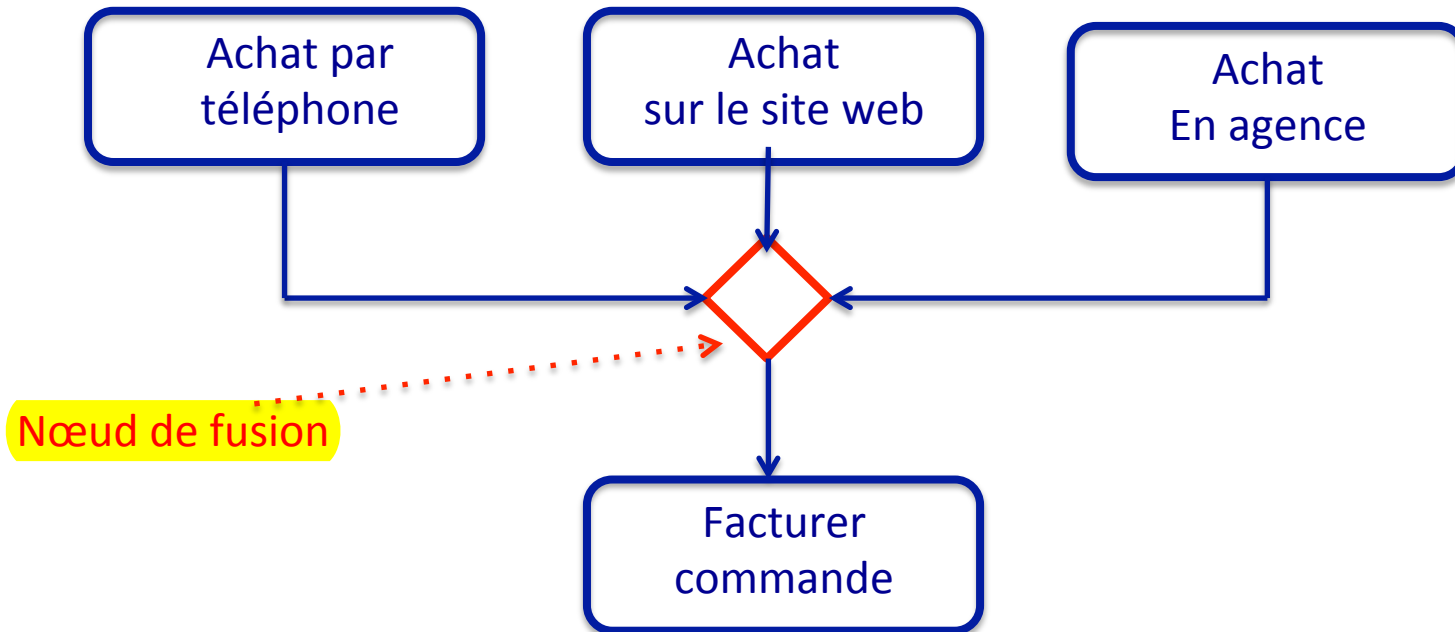 Achat par
téléphone
Achat
sur le site web
Achat
En agence
Nœud de fusion
Facturer
commande